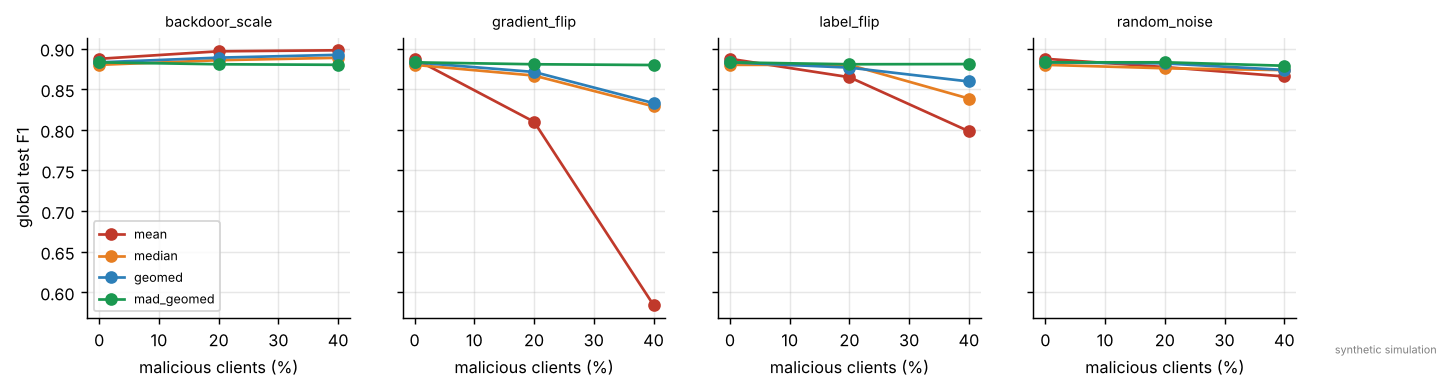 backdoor_scale
gradient_flip
label_flip
random_noise
global test F1
0.90
0.85
0.80
0.75
0.70
0.65
0.60
mean
median
geomed
mad_geomed
0 10 20 30 40
0 10 20 30 40
0 10 20 30 40
0 10 20 30 40
malicious clients (%)
malicious clients (%)
malicious clients (%)
malicious clients (%)
synthetic simulation